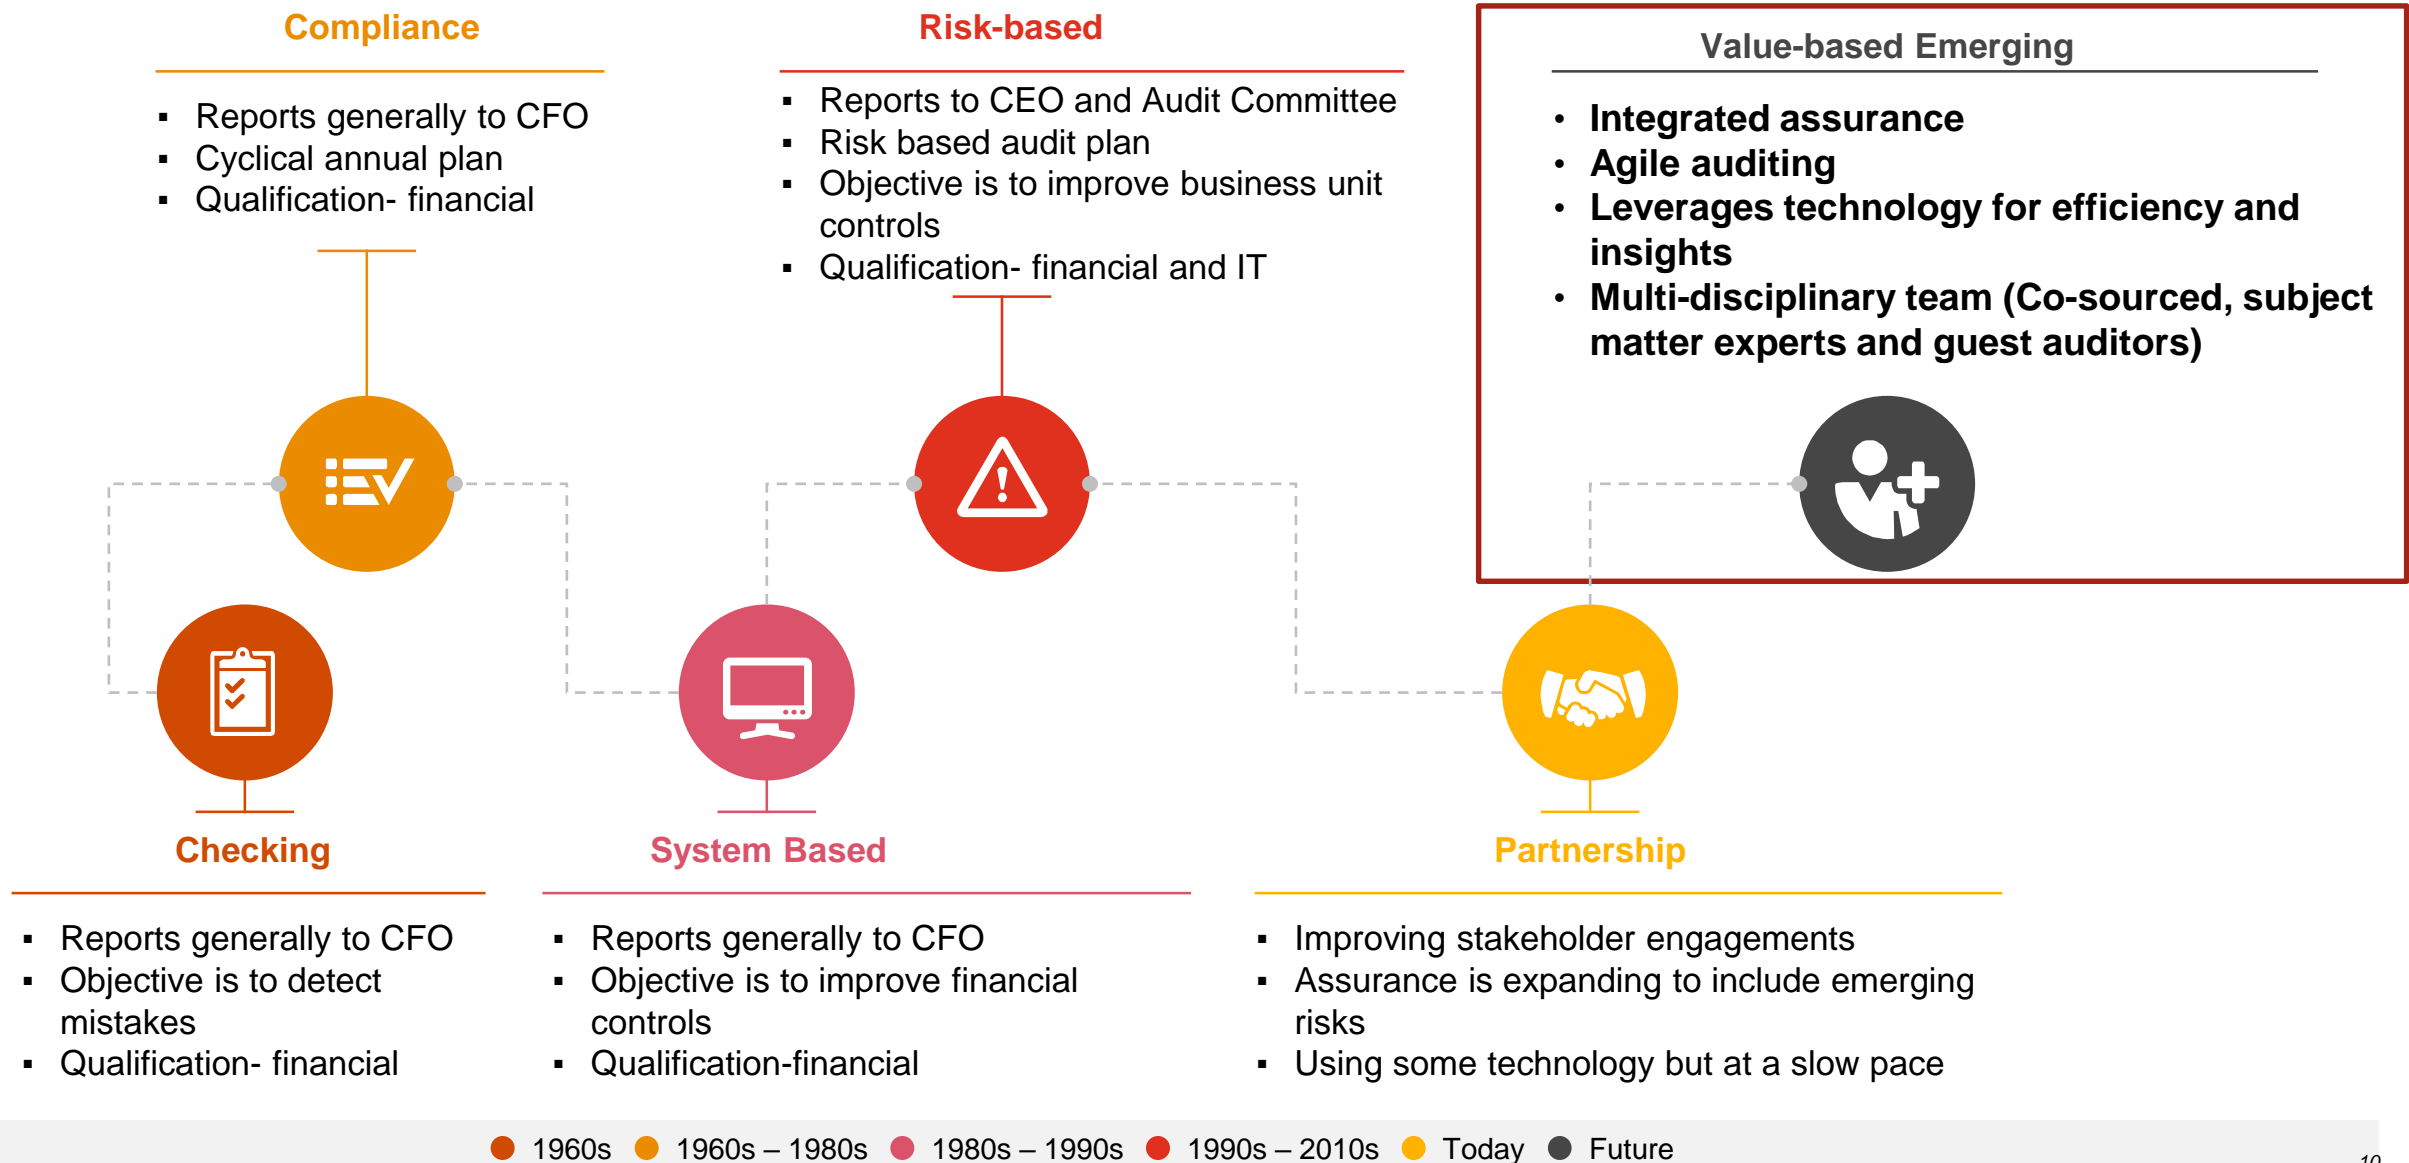 Compliance
▪ Reports generally to CFO
▪ Cyclical annual plan
▪ Qualification- financial
Risk-based
▪ Reports to CEO and Audit Committee
▪ Risk based audit plan
▪ Objective is to improve business unit
controls
▪ Qualification- financial and IT
Value-based Emerging
• Integrated assurance
• Agile auditing
• Leverages technology for efficiency and
insights
• Multi-disciplinary team (Co-sourced, subject
matter experts and guest auditors)
Checking
▪ Reports generally to CFO
▪ Objective is to detect
mistakes
▪ Qualification- financial
System Based
▪ Reports generally to CFO
▪ Objective is to improve financial
controls
▪ Qualification-financial
Partnership
▪ Improving stakeholder engagements
▪ Assurance is expanding to include emerging
risks
▪ Using some technology but at a slow pace
1960s 1960s – 1980s 1980s – 1990s 1990s – 2010s Today Future
10